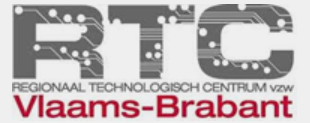 RTC
REGIONAAL TECHNOLOGISCH CENTRUM vzw
Vlaams-Brabant